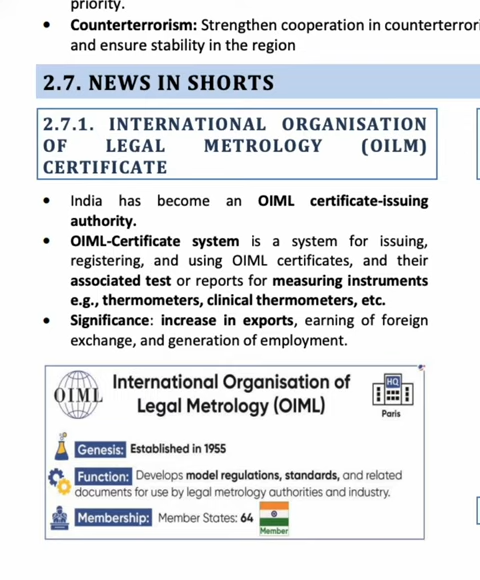 priority.
• Counterterrorism: Strengthen cooperation in counterterrori
and ensure stability in the region
2.7. NEWS IN SHORTS
2.7.1. INTERNATIONAL ORGANISATION
OF LEGAL METROLOGY (OILM)
CERTIFICATE
• India has become an OIML certificate-issuing
authority.
• OIML-Certificate system is a system for issuing,
registering, and using OIML certificates, and their
associated test or reports for measuring instruments
e.g., thermometers, clinical thermometers, etc.
• Significance: increase in exports, earning of foreign
exchange, and generation of employment.
OIML
International Organisation of
Legal Metrology (OIML)
HQ
Paris
Genesis: Established in 1955
Function: Develops model regulations, standards, and related
documents for use by legal metrology authorities and industry.
Membership: Member States: 64
Member